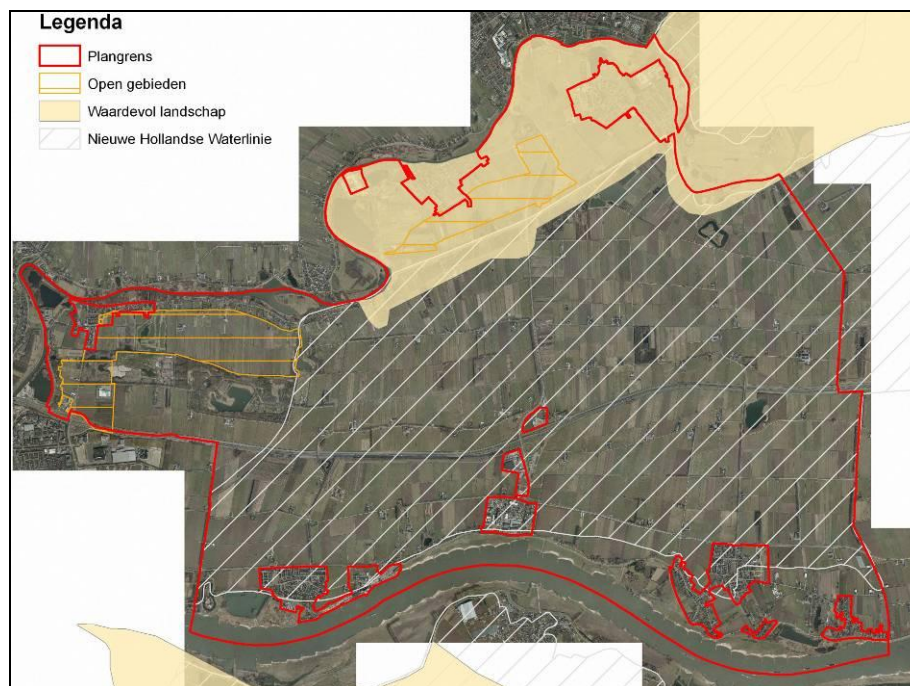 Legenda
Plangrens
Open gebieden
Waardevol landschap
Nieuwe Hollandse Waterlinie